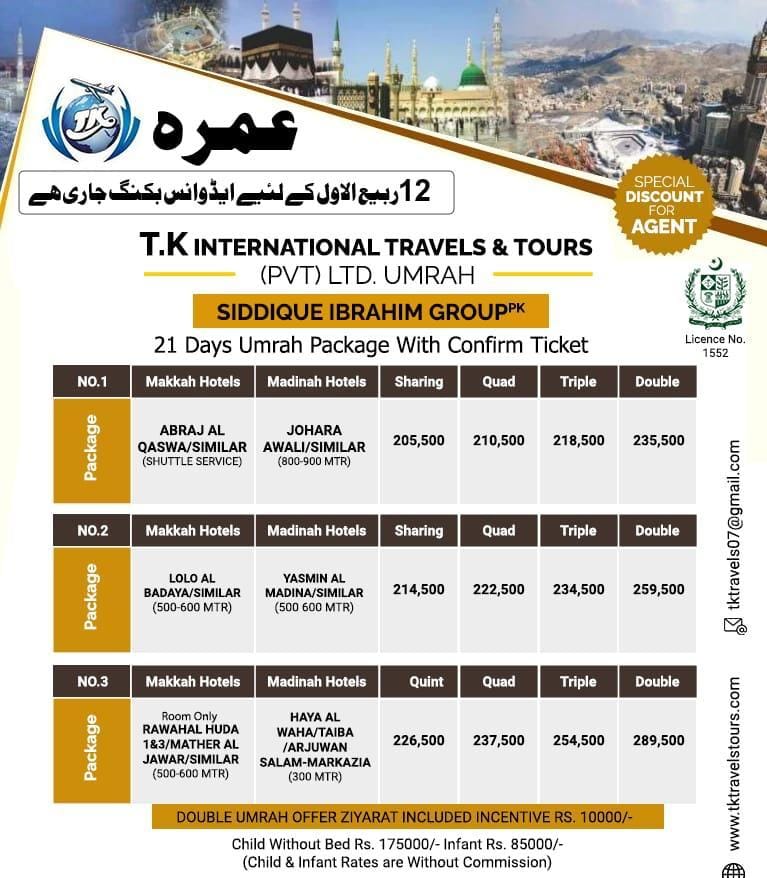 TK
عمرہ
12 ربیع الاول کے لئیے ایڈوانس بکنگ جاری ھے
SPECIAL
DISCOUNT
FOR
AGENT
T.K INTERNATIONAL TRAVELS & TOURS
(PVT) LTD. UMRAH
SIDDIQUE IBRAHIM GROUPPK
Licence No.
1552
21 Days Umrah Package With Confirm Ticket
NO.1 Makkah Hotels Madinah Hotels Sharing Quad Triple Double
Package
ABRAJ AL
QASWA/SIMILAR
(SHUTTLE SERVICE)
JOHARA
AWALI/SIMILAR
(800-900 MTR)
205,500 210,500 218,500 235,500
NO.2 Makkah Hotels Madinah Hotels Sharing Quad Triple Double
Package
LOLO AL
BADAYA/SIMILAR
(500-600 MTR)
YASMIN AL
MADINA/SIMILAR
(500 600 MTR)
214,500 222,500 234,500 259,500
NO.3 Makkah Hotels Madinah Hotels Quint Quad Triple Double
Package
Room Only
RAWAHAL HUDA
1&3/MATHER AL
JAWAR/SIMILAR
(500-600 MTR)
HAYA AL
WAHA/TAIBA
/ARJUWAN
SALAM-MARKAZIA
(300 MTR)
226,500 237,500 254,500 289,500
DOUBLE UMRAH OFFER ZIYARAT INCLUDED INCENTIVE RS. 10000/-
Child Without Bed Rs. 175000/- Infant Rs. 85000/-
(Child & Infant Rates are Without Commission)
tktravels07@gmail.com
www.tktravelstours.com